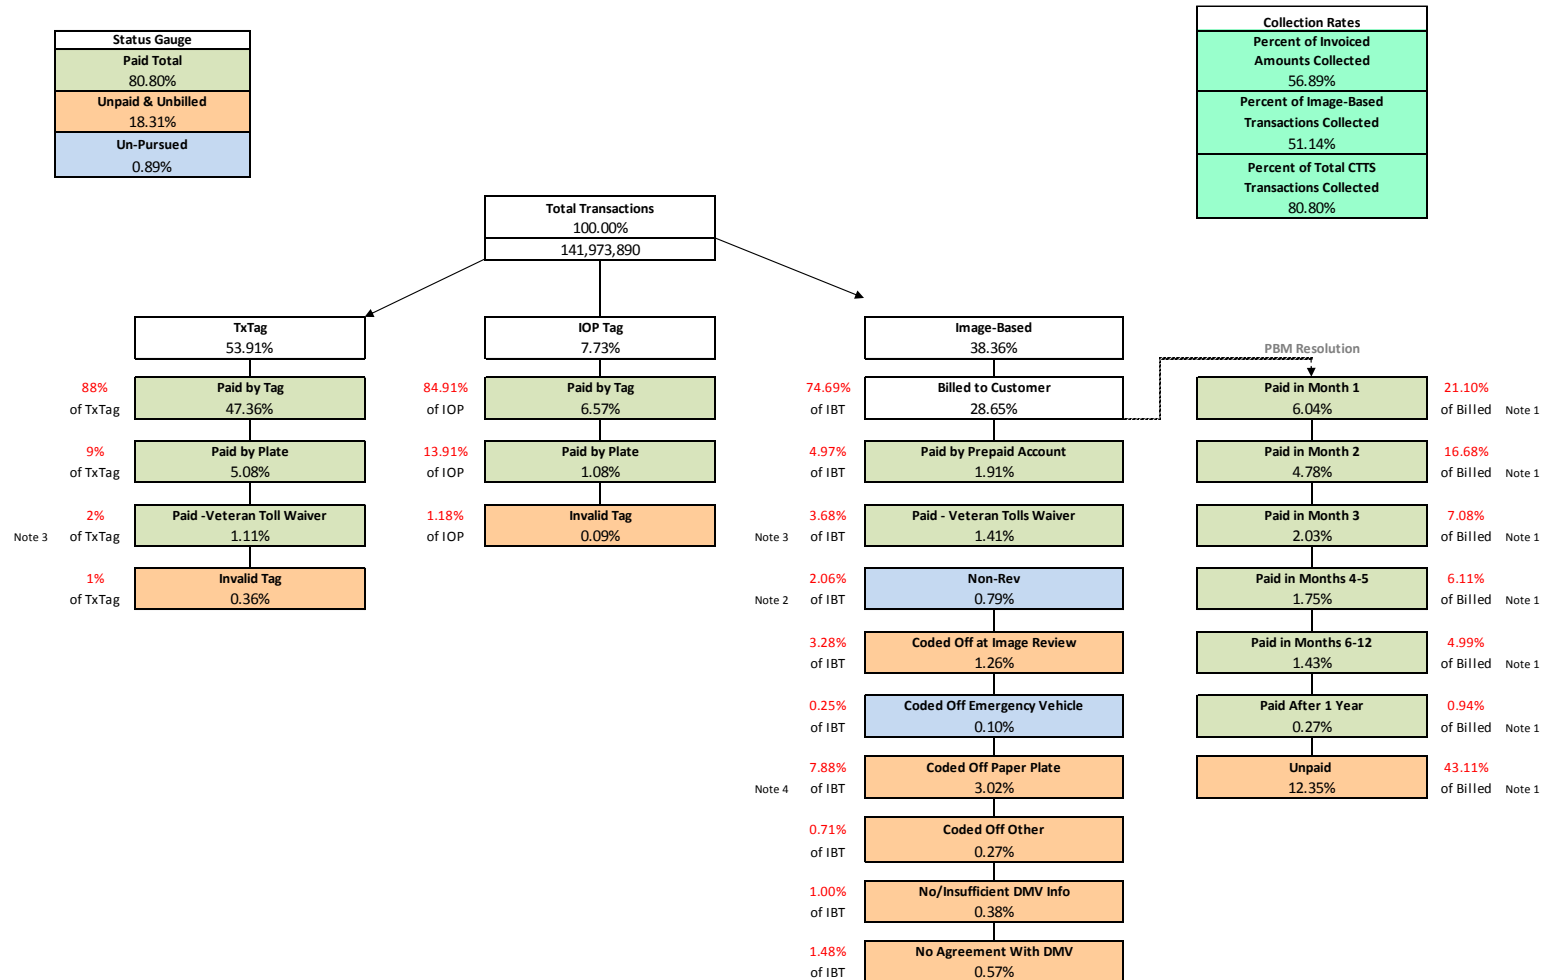 Status Gauge
Paid Total
80.80%
Unpaid & Unbilled
18.31%
Un-Pursued
0.89%
Collection Rates
Percent of Invoiced
Amounts Collected
56.89%
Percent of Image-Based
Transactions Collected
51.14%
Percent of Total CTTS
Transactions Collected
80.80%
Total Transactions
100.00%
141,973,890
TxTag
53.91%
88%
of TxTag
Paid by Tag
47.36%
9%
of TxTag
Paid by Plate
5.08%
Note 3
2%
of TxTag
Paid -Veteran Toll Waiver
1.11%
1%
of TxTag
Invalid Tag
0.36%
IOP Tag
7.73%
84.91%
of IOP
Paid by Tag
6.57%
13.91%
of IOP
Paid by Plate
1.08%
1.18%
of IOP
Invalid Tag
0.09%
Image-Based
38.36%
74.69%
of IBT
Billed to Customer
28.65%
4.97%
of IBT
Paid by Prepaid Account
1.91%
Note 3
3.68%
of IBT
Paid - Veteran Tolls Waiver
1.41%
Note 2
2.06%
of IBT
Non-Rev
0.79%
3.28%
of IBT
Coded Off at Image Review
1.26%
0.25%
of IBT
Coded Off Emergency Vehicle
0.10%
Note 4
7.88%
of IBT
Coded Off Paper Plate
3.02%
0.71%
of IBT
Coded Off Other
0.27%
1.00%
of IBT
No/Insufficient DMV Info
0.38%
1.48%
of IBT
No Agreement With DMV
0.57%
PBM Resolution
Paid in Month 1
6.04%
21.10%
of Billed
Note 1
Paid in Month 2
4.78%
16.68%
of Billed
Note 1
Paid in Month 3
2.03%
7.08%
of Billed
Note 1
Paid in Months 4-5
1.75%
6.11%
of Billed
Note 1
Paid in Months 6-12
1.43%
4.99%
of Billed
Note 1
Paid After 1 Year
0.27%
0.94%
of Billed
Note 1
Unpaid
12.35%
43.11%
of Billed
Note 1